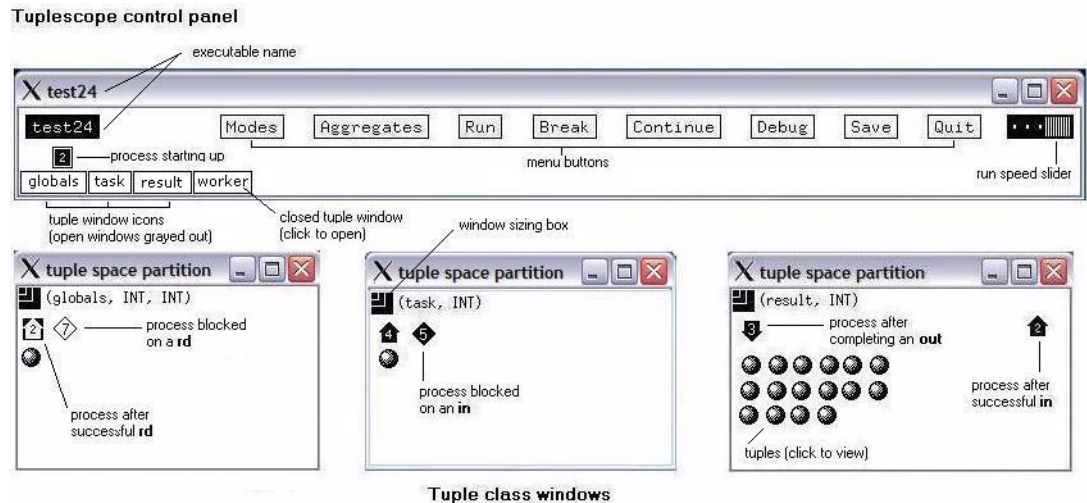 Tuplescope control panel
executable name
X test24
test24
Modes
Aggregates
Run
Break
Continue
Debug
Save
Quit
2
process starting up
menu buttons
run speed slider
globals
task
result
worker
tuple window icons
(open windows grayed out)
closed tuple window
(click to open)
window sizing box
X tuple space partition
(globals, INT, INT)
2
7
process blocked
on a rd
process after
successful rd
X tuple space partition
(task, INT)
4
5
process blocked
on an in
X tuple space partition
(result, INT)
3
process after
completing an out
2
process after
successful in
tuples (click to view)
Tuple class windows